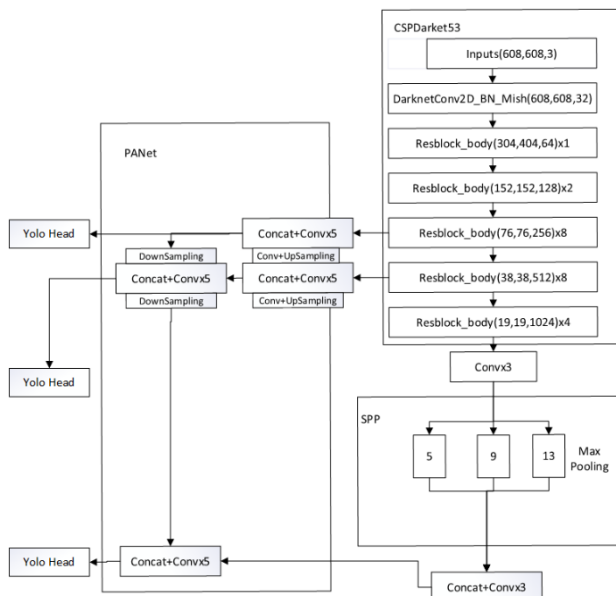 CSPDarket53
Inputs(608,608,3)
DarknetConv2D_BN_Mish(608,608,32)
Resblock_body(304,404,64)x1
Resblock_body(152,152,128)x2
Resblock_body(76,76,256)x8
Resblock_body(38,38,512)x8
Resblock_body(19,19,1024)x4
Convx3
SPP
5
9
13
Max
Pooling
Concat+Convx3
PANet
Concat+Convx5
Conv+UpSampling
Concat+Convx5
Conv+UpSampling
DownSampling
Concat+Convx5
DownSampling
Concat+Convx5
Yolo Head
Yolo Head
Yolo Head